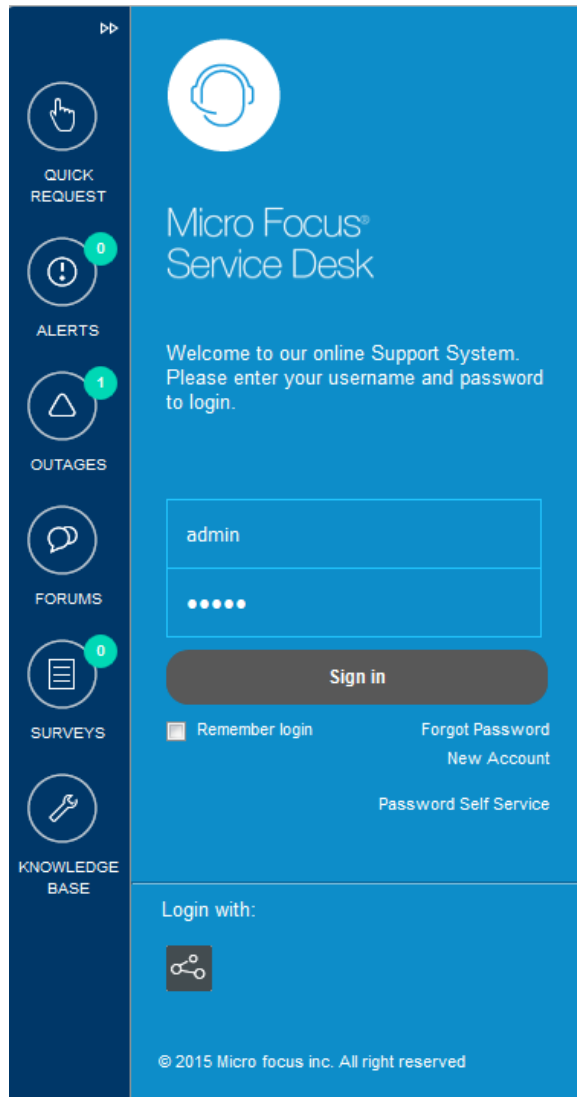 QUICK
REQUEST
0
ALERTS
1
OUTAGES
FORUMS
0
SURVEYS
KNOWLEDGE
BASE
Micro Focus®
Service Desk
Welcome to our online Support System.
Please enter your username and password
to login.
admin
•••••
Sign in
Remember login
Forgot Password
New Account
Password Self Service
Login with:
© 2015 Micro focus inc. All right reserved